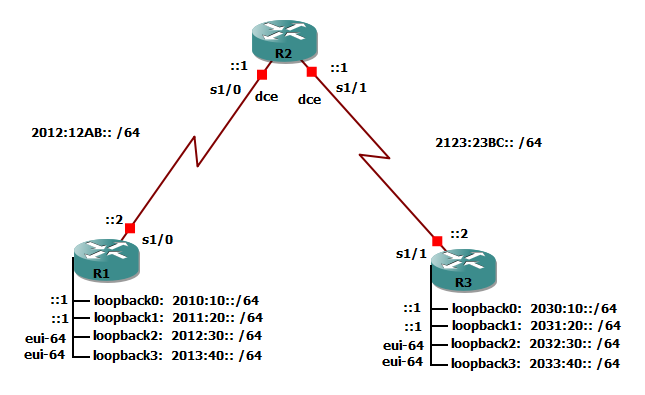 R2
::1
::1
s1/0
s1/1
dce
dce
2012:12AB:: /64
2123:23BC:: /64
::2
s1/0
::2
s1/1
R1
R3
::1 loopback0: 2010:10::/64
::1 loopback1: 2011:20:: /64
eui-64 loopback2: 2012:30:: /64
eui-64 loopback3: 2013:40:: /64
::1 loopback0: 2030:10::/64
::1 loopback1: 2031:20:: /64
eui-64 loopback2: 2032:30:: /64
eui-64 loopback3: 2033:40:: /64